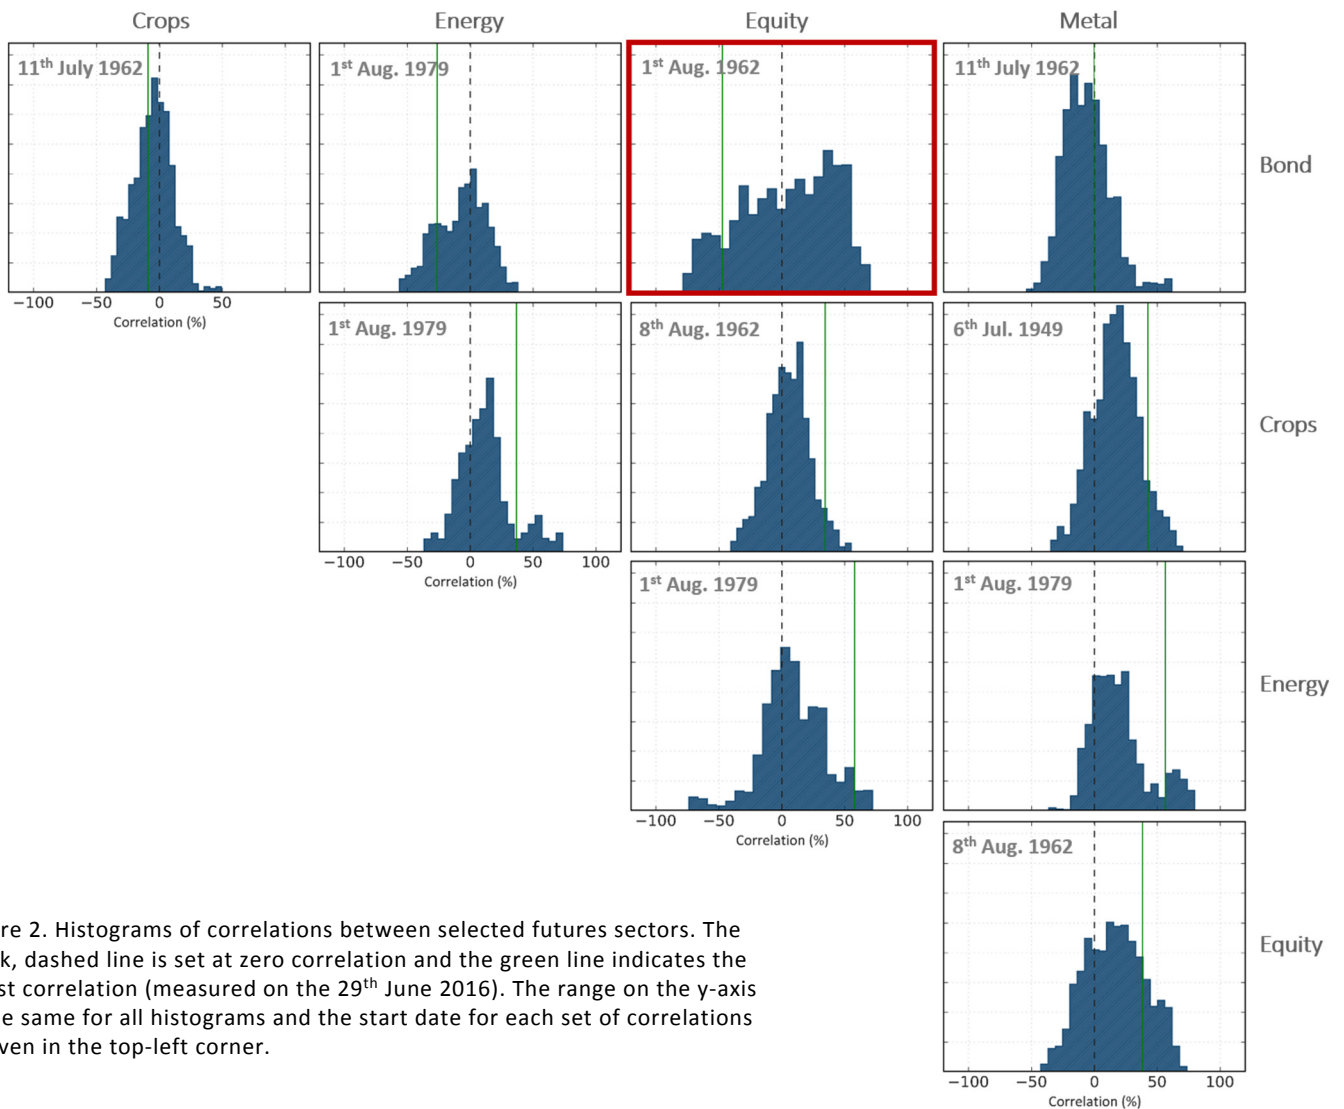 Crops Energy Equity Metal
11th July 1962 1st Aug. 1979 1st Aug. 1962 11th July 1962
Bond
−100 −50 0 50
Correlation (%)
1st Aug. 1979 8th Aug. 1962 6th Jul. 1949
Crops
−100 −50 0 50 100
Correlation (%)
1st Aug. 1979 1st Aug. 1979
Energy
−100 −50 0 50 100
Correlation (%)
8th Aug. 1962
Equity
−100 −50 0 50 100
Correlation (%)
re 2. Histograms of correlations between selected futures sectors. The
k, dashed line is set at zero correlation and the green line indicates the
st correlation (measured on the 29th June 2016). The range on the y-axis
e same for all histograms and the start date for each set of correlations
ven in the top-left corner.